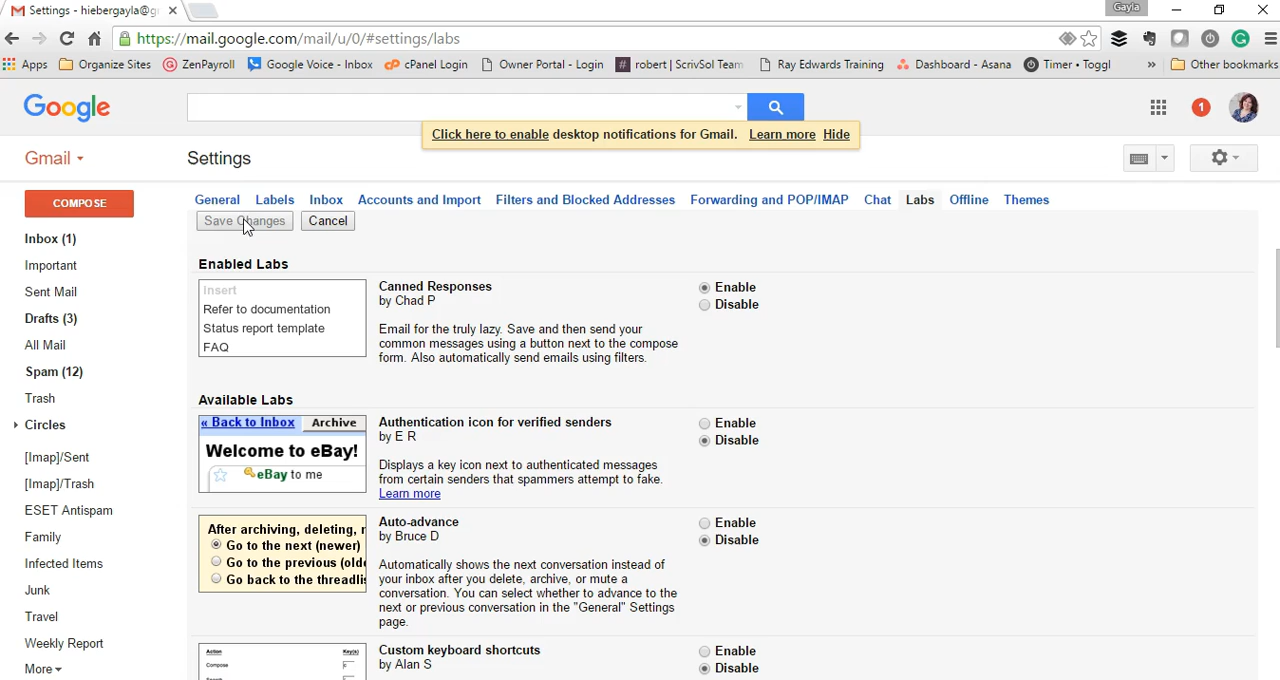 Settings - hiebergayla@g
Gayla
https://mail.google.com/mail/u/0/#settings/labs
Apps Organize Sites ZenPayroll Google Voice - Inbox cPanel Login Owner Portal - Login robert | ScrivSol Team Ray Edwards Training Dashboard - Asana Timer • Toggl » Other bookmarks
Google
1
Click here to enable desktop notifications for Gmail. Learn more Hide
Gmail
Settings
COMPOSE
Inbox (1)
Important
Sent Mail
Drafts (3)
All Mail
Spam (12)
Trash
Circles
[Imap]/Sent
[Imap]/Trash
ESET Antispam
Family
Infected Items
Junk
Travel
Weekly Report
More
General Labels Inbox Accounts and Import Filters and Blocked Addresses Forwarding and POP/IMAP Chat Labs Offline Themes
Save Changes Cancel
Enabled Labs
Insert
Refer to documentation
Status report template
FAQ
Canned Responses
by Chad P
Email for the truly lazy. Save and then send your
common messages using a button next to the compose
form. Also automatically send emails using filters.
Enable
Disable
Available Labs
« Back to Inbox Archive
Welcome to eBay!
eBay to me
Authentication icon for verified senders
by E R
Displays a key icon next to authenticated messages
from certain senders that spammers attempt to fake.
Learn more
Enable
Disable
After archiving, deleting, r
Go to the next (newer)
Go to the previous (olde
Go back to the threadlis
Auto-advance
by Bruce D
Automatically shows the next conversation instead of
your inbox after you delete, archive, or mute a
conversation. You can select whether to advance to the
next or previous conversation in the "General" Settings
page.
Enable
Disable
Action Key(s)
Compose
Custom keyboard shortcuts
by Alan S
Enable
Disable